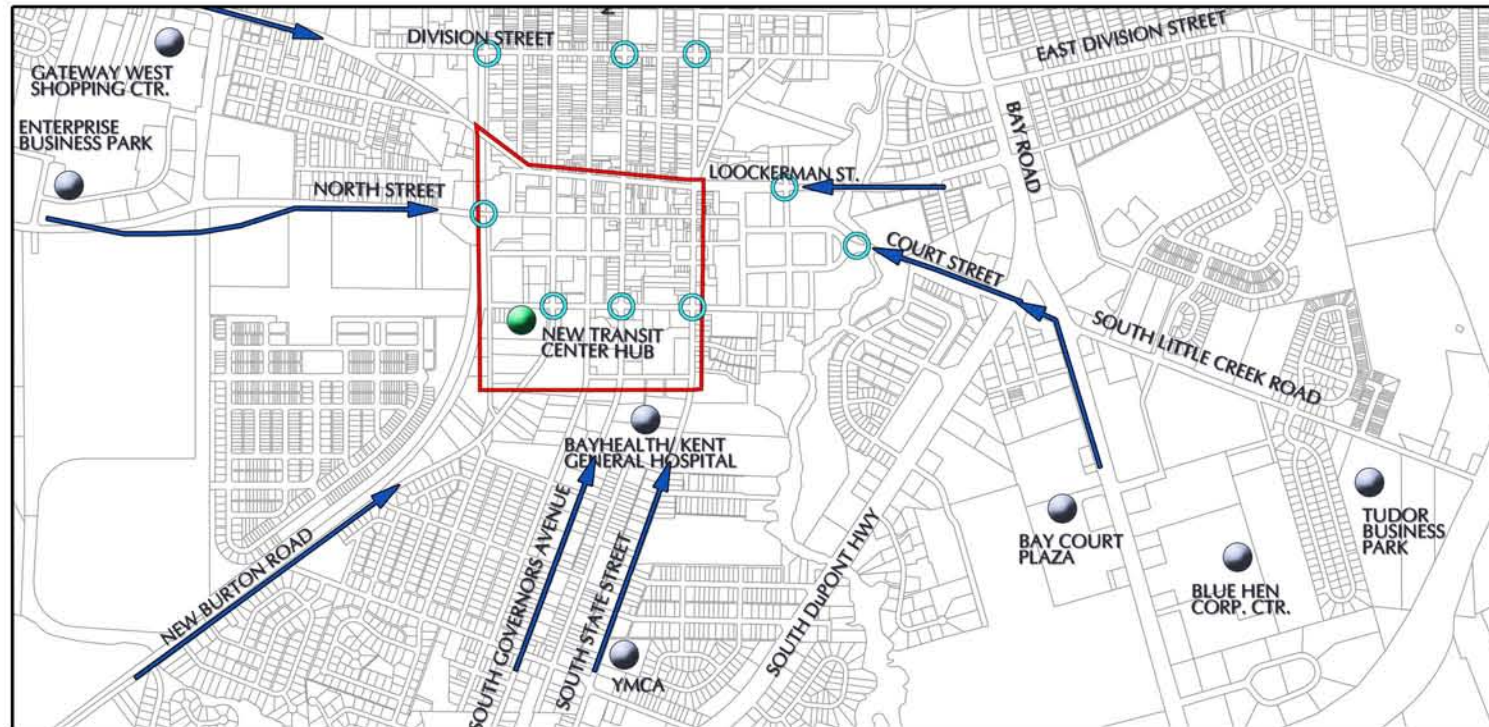 DIVISION STREET
EAST DIVISION STREET
GATEWAY WEST
SHOPPING CTR.
ENTERPRISE
BUSINESS PARK
NORTH STREET
LOOCKERMAN ST.
BAY ROAD
COURT STREET
SOUTH LITTLE CREEK ROAD
NEW TRANSIT
CENTER HUB
BAYHEALTH/ KENT
GENERAL HOSPITAL
NEW BURTON ROAD
SOUTH GOVERNORS AVENUE
SOUTH STATE STREET
YMCA
SOUTH DuPONT HWY
BAY COURT
PLAZA
BLUE HEN
CORP. CTR.
TUDOR
BUSINESS
PARK